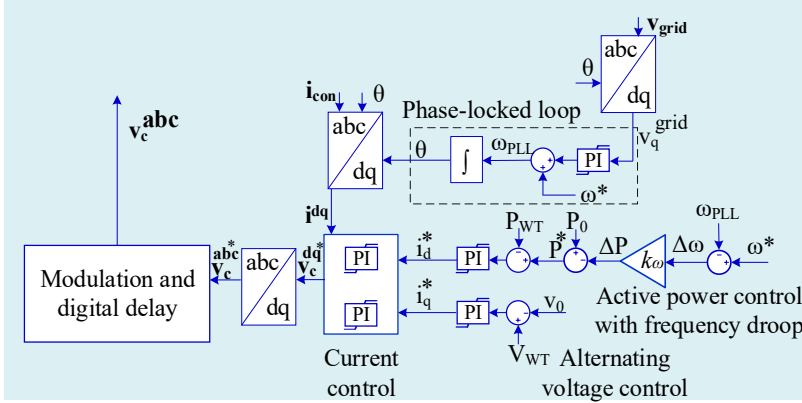 v_grid
abc
θ
dq
i_con
θ
Phase-locked loop
v_q^grid
abc
v_c^abc
ω_PLL
θ
∫
+
+
PI
dq
ω*
i^dq
P_WT
P_0
ω_PLL
Modulation and
digital delay
v_c^abc*
abc
dq
v_c^dq*
PI
i_d*
PI
P*
ΔP
kω
Δω
ω*
PI
i_q*
PI
v_0
Active power control
with frequency droop
Current
control
V_WT
Alternating
voltage control